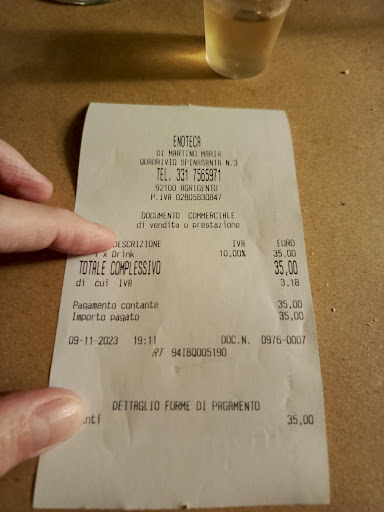 ENOTECA
DI MARTINO MARIA
QUADRIVIO SPINASANTA N.3
TEL. 331 7565971
92100 AGRIGENTO
P.IVA 02805830847
DOCUMENTO COMMERCIALE
di vendita o prestazione
DESCRIZIONE IVA EURO
1 x Drink 10,00% 35,00
TOTALE COMPLESSIVO 35,00
di cui IVA 3,18
Pagamento contante 35,00
Importo pagato 35,00
09-11-2023 19:11 DOC.N. 0976-0007
RT 94IBQ005190
DETTAGLIO FORME DI PAGAMENTO
nti 35,00